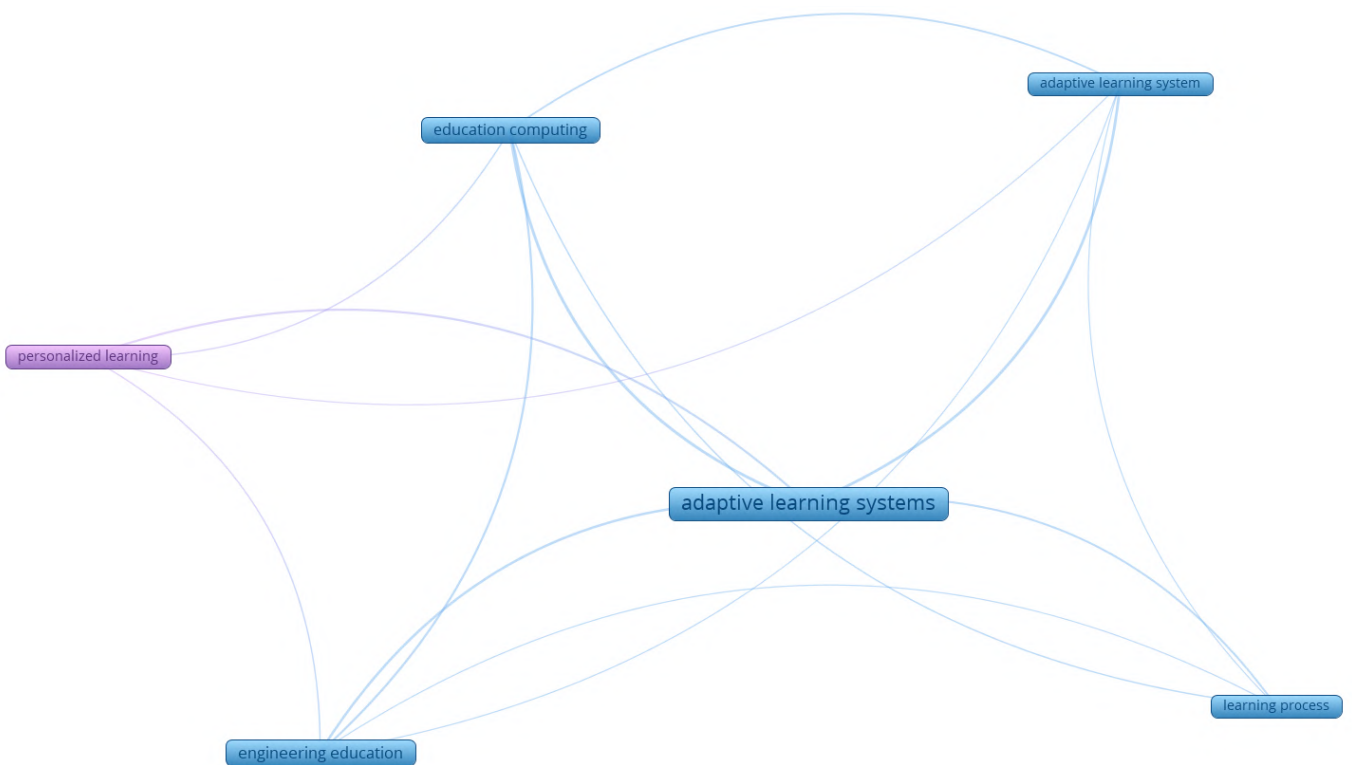 adaptive learning system
education computing
personalized learning
adaptive learning systems
learning process
engineering education